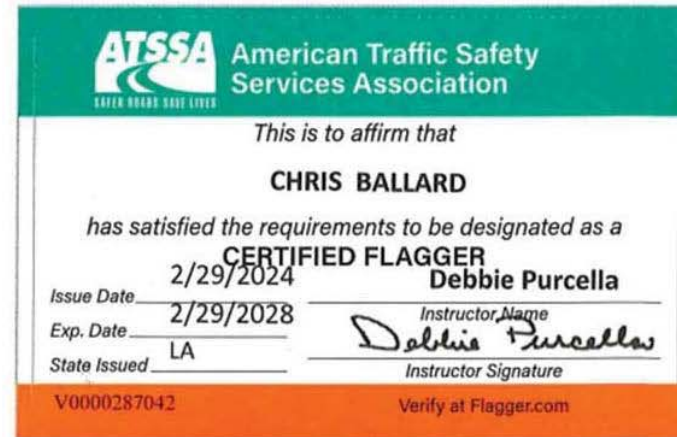 ATSSA
SAFER ROADS SAVE LIVES
American Traffic Safety
Services Association
This is to affirm that
CHRIS BALLARD
has satisfied the requirements to be designated as a
CERTIFIED FLAGGER
Issue Date 2/29/2024
Debbie Purcella
Instructor Name
Exp. Date 2/29/2028
Debbie Purcella
State Issued LA
Instructor Signature
V0000287042
Verify at Flagger.com